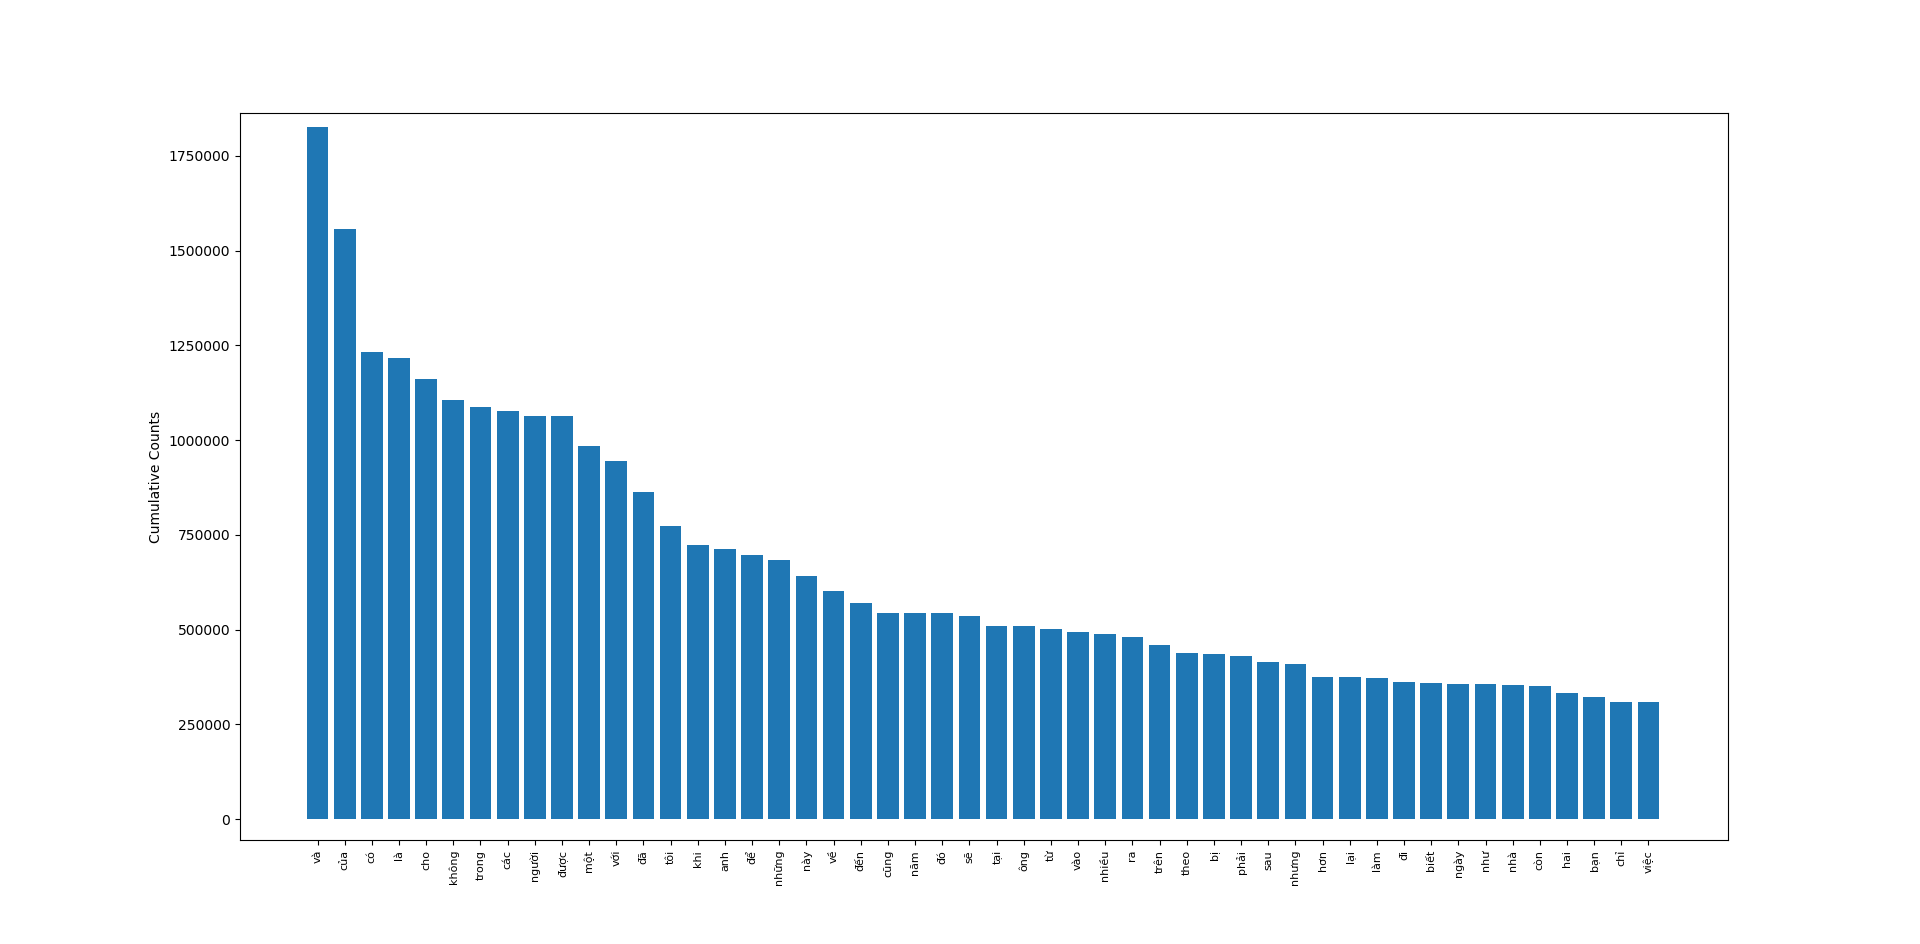 Cumulative Counts
1750000
1500000
1250000
1000000
750000
500000
250000
0
và
của
có
là
cho
không
trong
các
người
được
một
với
đã
tôi
khi
anh
để
những
này
về
đến
cũng
năm
đó
sẽ
tại
ông
từ
vào
nhiều
ra
trên
theo
bị
phải
sau
nhưng
hơn
lại
làm
đi
biết
ngày
như
nhà
còn
hai
bạn
chỉ
việc